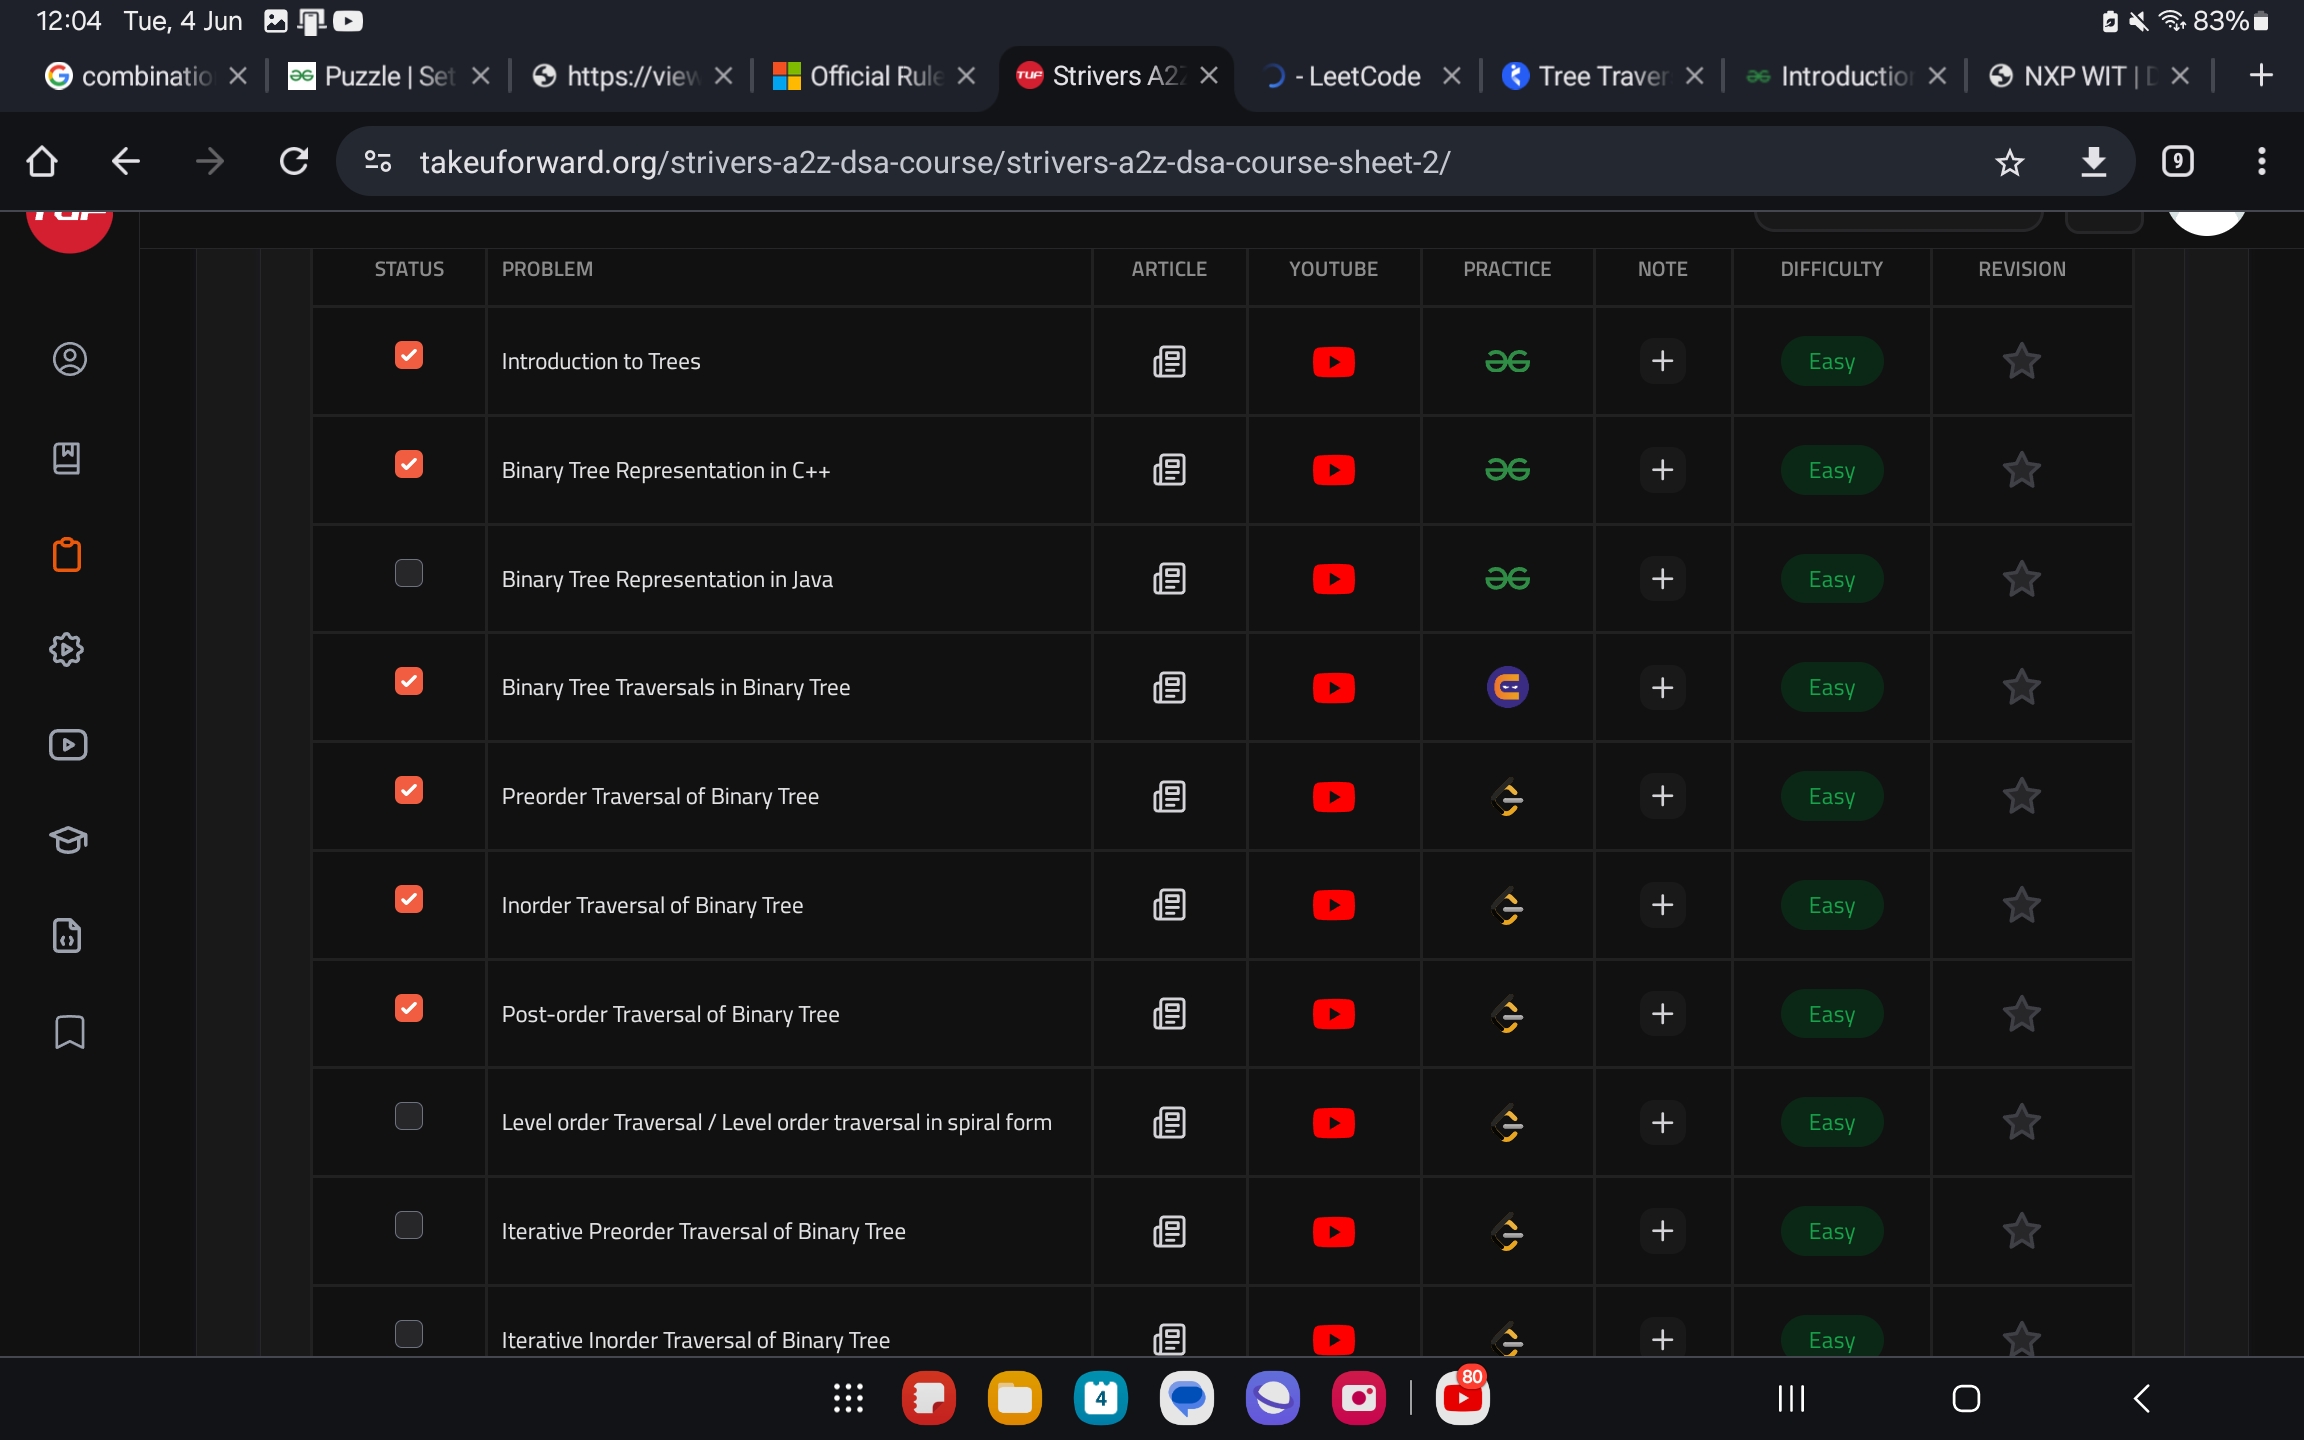 12:04 Tue, 4 Jun 83%
combinatio Puzzle | Set https://view Official Rule Strivers A2Z - LeetCode Tree Traver Introduction NXP WIT | D
takeuforward.org/strivers-a2z-dsa-course/strivers-a2z-dsa-course-sheet-2/ 9
STATUS PROBLEM ARTICLE YOUTUBE PRACTICE NOTE DIFFICULTY REVISION
Introduction to Trees + Easy
Binary Tree Representation in C++ + Easy
Binary Tree Representation in Java + Easy
Binary Tree Traversals in Binary Tree + Easy
Preorder Traversal of Binary Tree + Easy
Inorder Traversal of Binary Tree + Easy
Post-order Traversal of Binary Tree + Easy
Level order Traversal / Level order traversal in spiral form + Easy
Iterative Preorder Traversal of Binary Tree + Easy
Iterative Inorder Traversal of Binary Tree + Easy
4 80